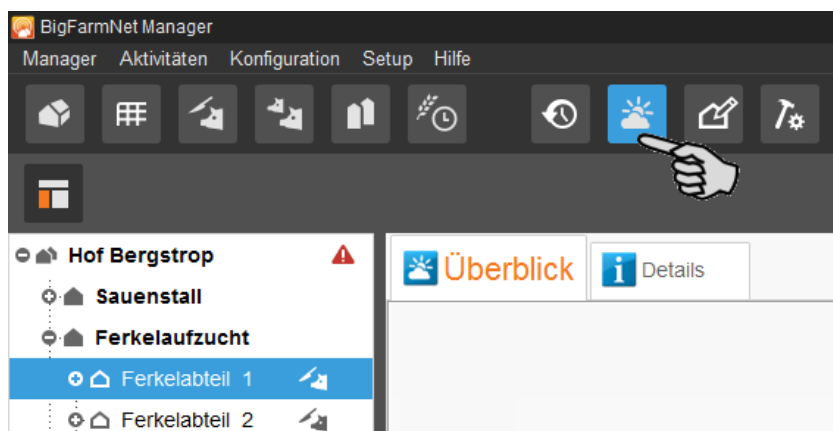 BigFarmNet Manager
Manager Aktivitäten Konfiguration Setup Hilfe
Hof Bergstrop
Überblick
Details
Sauenstall
Ferkelaufzucht
Ferkelabteil 1
Ferkelabteil 2